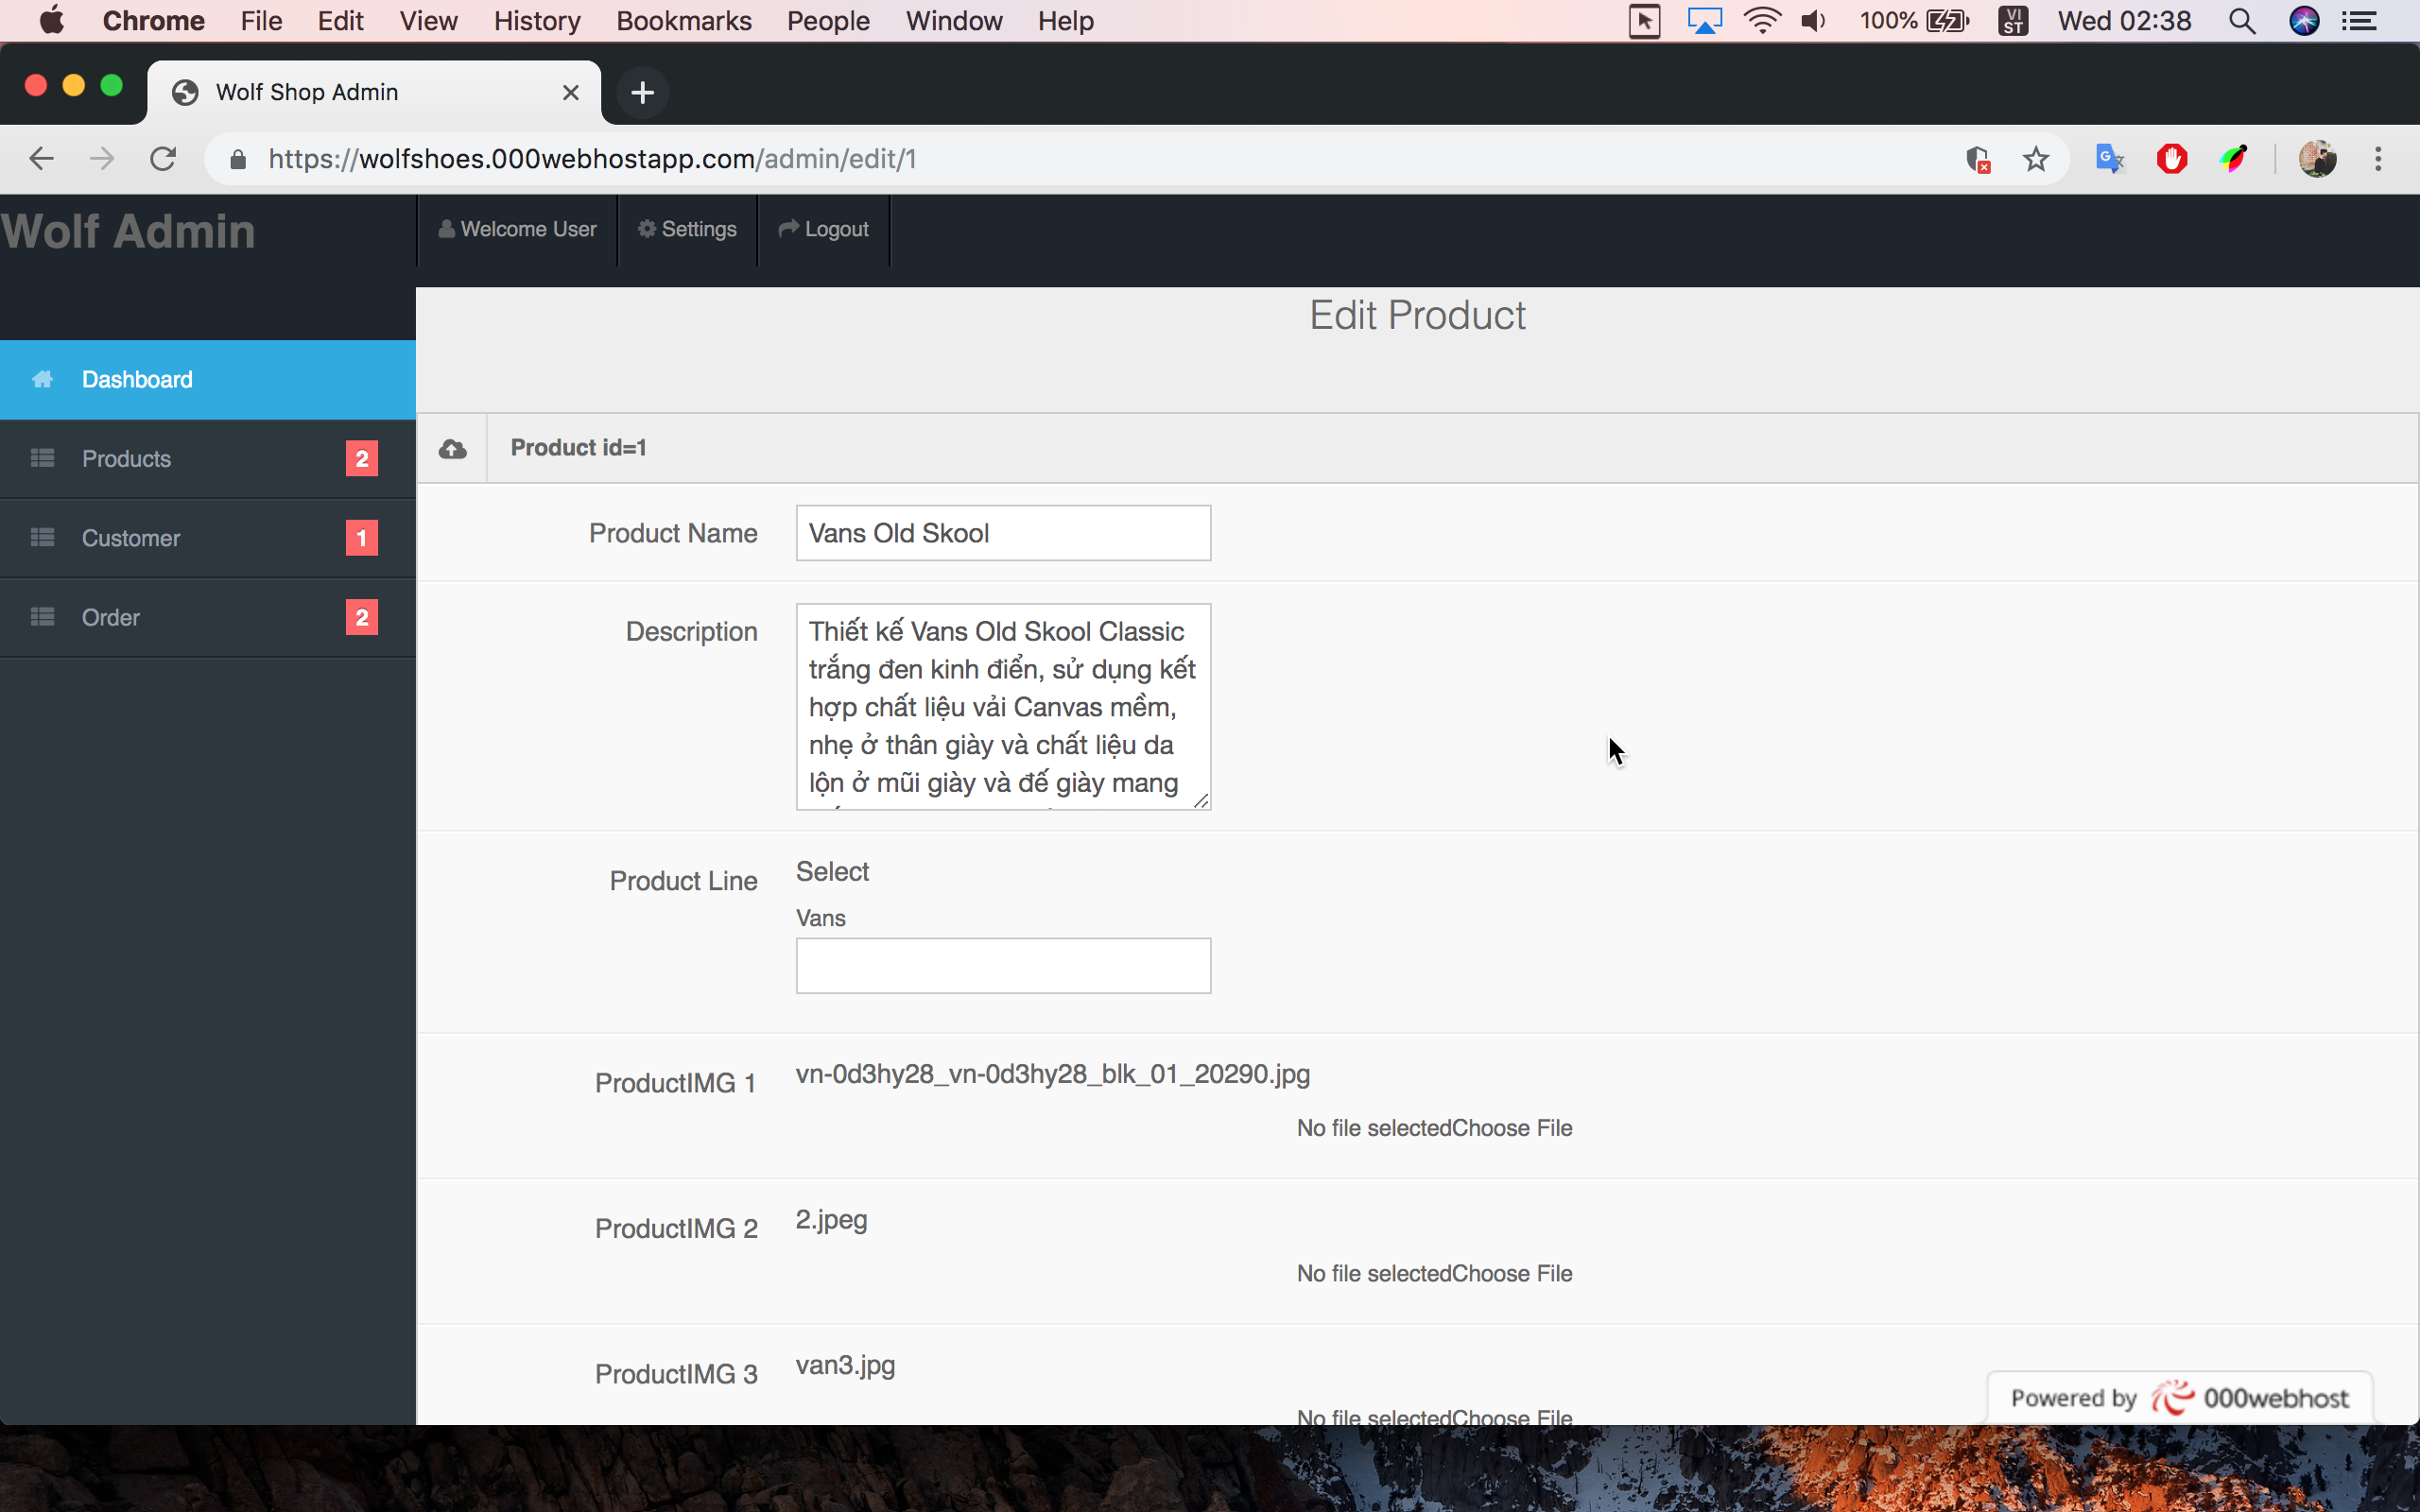 Chrome File Edit View History Bookmarks People Window Help 100% VI ST Wed 02:38
Wolf Shop Admin
https://wolfshoes.000webhostapp.com/admin/edit/1
Wolf Admin
Welcome User Settings Logout
Edit Product
Dashboard
Products 2
Customer 1
Order 2
Product id=1
Product Name Vans Old Skool
Description
Thiết kế Vans Old Skool Classic
trắng đen kinh điển, sử dụng kết
hợp chất liệu vải Canvas mềm,
nhẹ ở thân giày và chất liệu da
lộn ở mũi giày và đế giày mang
Product Line Select
Vans
ProductIMG 1 vn-0d3hy28_vn-0d3hy28_blk_01_20290.jpg
No file selectedChoose File
ProductIMG 2 2.jpeg
No file selectedChoose File
ProductIMG 3 van3.jpg
No file selectedChoose File
Powered by 000webhost